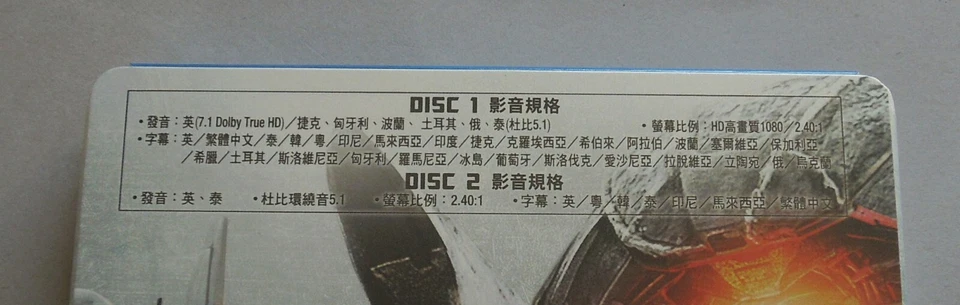 DISC 1 影音規格
•發音：英(7.1 Dolby True HD)／捷克、匈牙利、波蘭、土耳其、俄、泰(杜比5.1) •螢幕比例：HD高畫質1080／2.40:1
•字幕：英／繁體中文／泰／韓／粵／印尼／馬來西亞／印度／捷克／克羅埃西亞／希伯來／阿拉伯／波蘭／塞爾維亞／保加利亞
／希臘／土耳其／斯洛維尼亞／匈牙利／羅馬尼亞／冰島／葡萄牙／斯洛伐克／愛沙尼亞／拉脫維亞／立陶宛／俄／烏克蘭
DISC 2 影音規格
•發音：英、泰 •杜比環繞音5.1 •螢幕比例：2.40:1 •字幕：英／粵／韓／泰／印尼／馬來西亞／繁體中文